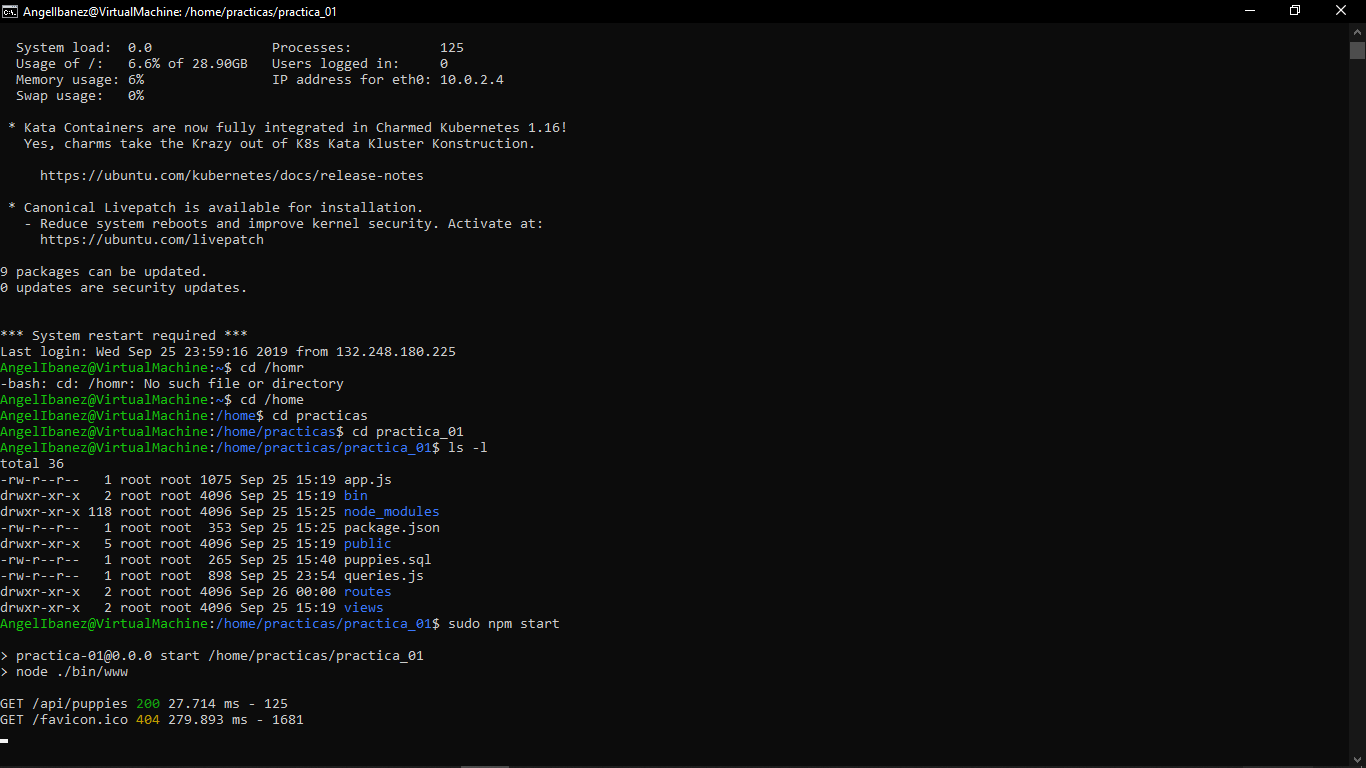 AngelIbanez@VirtualMachine: /home/practicas/practica_01
System load:  0.0               Processes:           125
Usage of /:   6.6% of 28.90GB   Users logged in:     0
Memory usage: 6%                IP address for eth0: 10.0.2.4
Swap usage:   0%
* Kata Containers are now fully integrated in Charmed Kubernetes 1.16!
Yes, charms take the Krazy out of K8s Kata Kluster Konstruction.
https://ubuntu.com/kubernetes/docs/release-notes
* Canonical Livepatch is available for installation.
- Reduce system reboots and improve kernel security. Activate at:
https://ubuntu.com/livepatch
9 packages can be updated.
0 updates are security updates.
*** System restart required ***
Last login: Wed Sep 25 23:59:16 2019 from 132.248.180.225
AngelIbanez@VirtualMachine:~$ cd /homr
-bash: cd: /homr: No such file or directory
AngelIbanez@VirtualMachine:~$ cd /home
AngelIbanez@VirtualMachine:/home$ cd practicas
AngelIbanez@VirtualMachine:/home/practicas$ cd practica_01
AngelIbanez@VirtualMachine:/home/practicas/practica_01$ ls -l
total 36
-rw-r--r--   1 root root 1075 Sep 25 15:19 app.js
drwxr-xr-x   2 root root 4096 Sep 25 15:19 bin
drwxr-xr-x 118 root root 4096 Sep 25 15:25 node_modules
-rw-r--r--   1 root root  353 Sep 25 15:25 package.json
drwxr-xr-x   5 root root 4096 Sep 25 15:19 public
-rw-r--r--   1 root root  265 Sep 25 15:40 puppies.sql
-rw-r--r--   1 root root  898 Sep 25 23:54 queries.js
drwxr-xr-x   2 root root 4096 Sep 26 00:00 routes
drwxr-xr-x   2 root root 4096 Sep 25 15:19 views
AngelIbanez@VirtualMachine:/home/practicas/practica_01$ sudo npm start
> practica-01@0.0.0 start /home/practicas/practica_01
> node ./bin/www
GET /api/puppies 200 27.714 ms - 125
GET /favicon.ico 404 279.893 ms - 1681